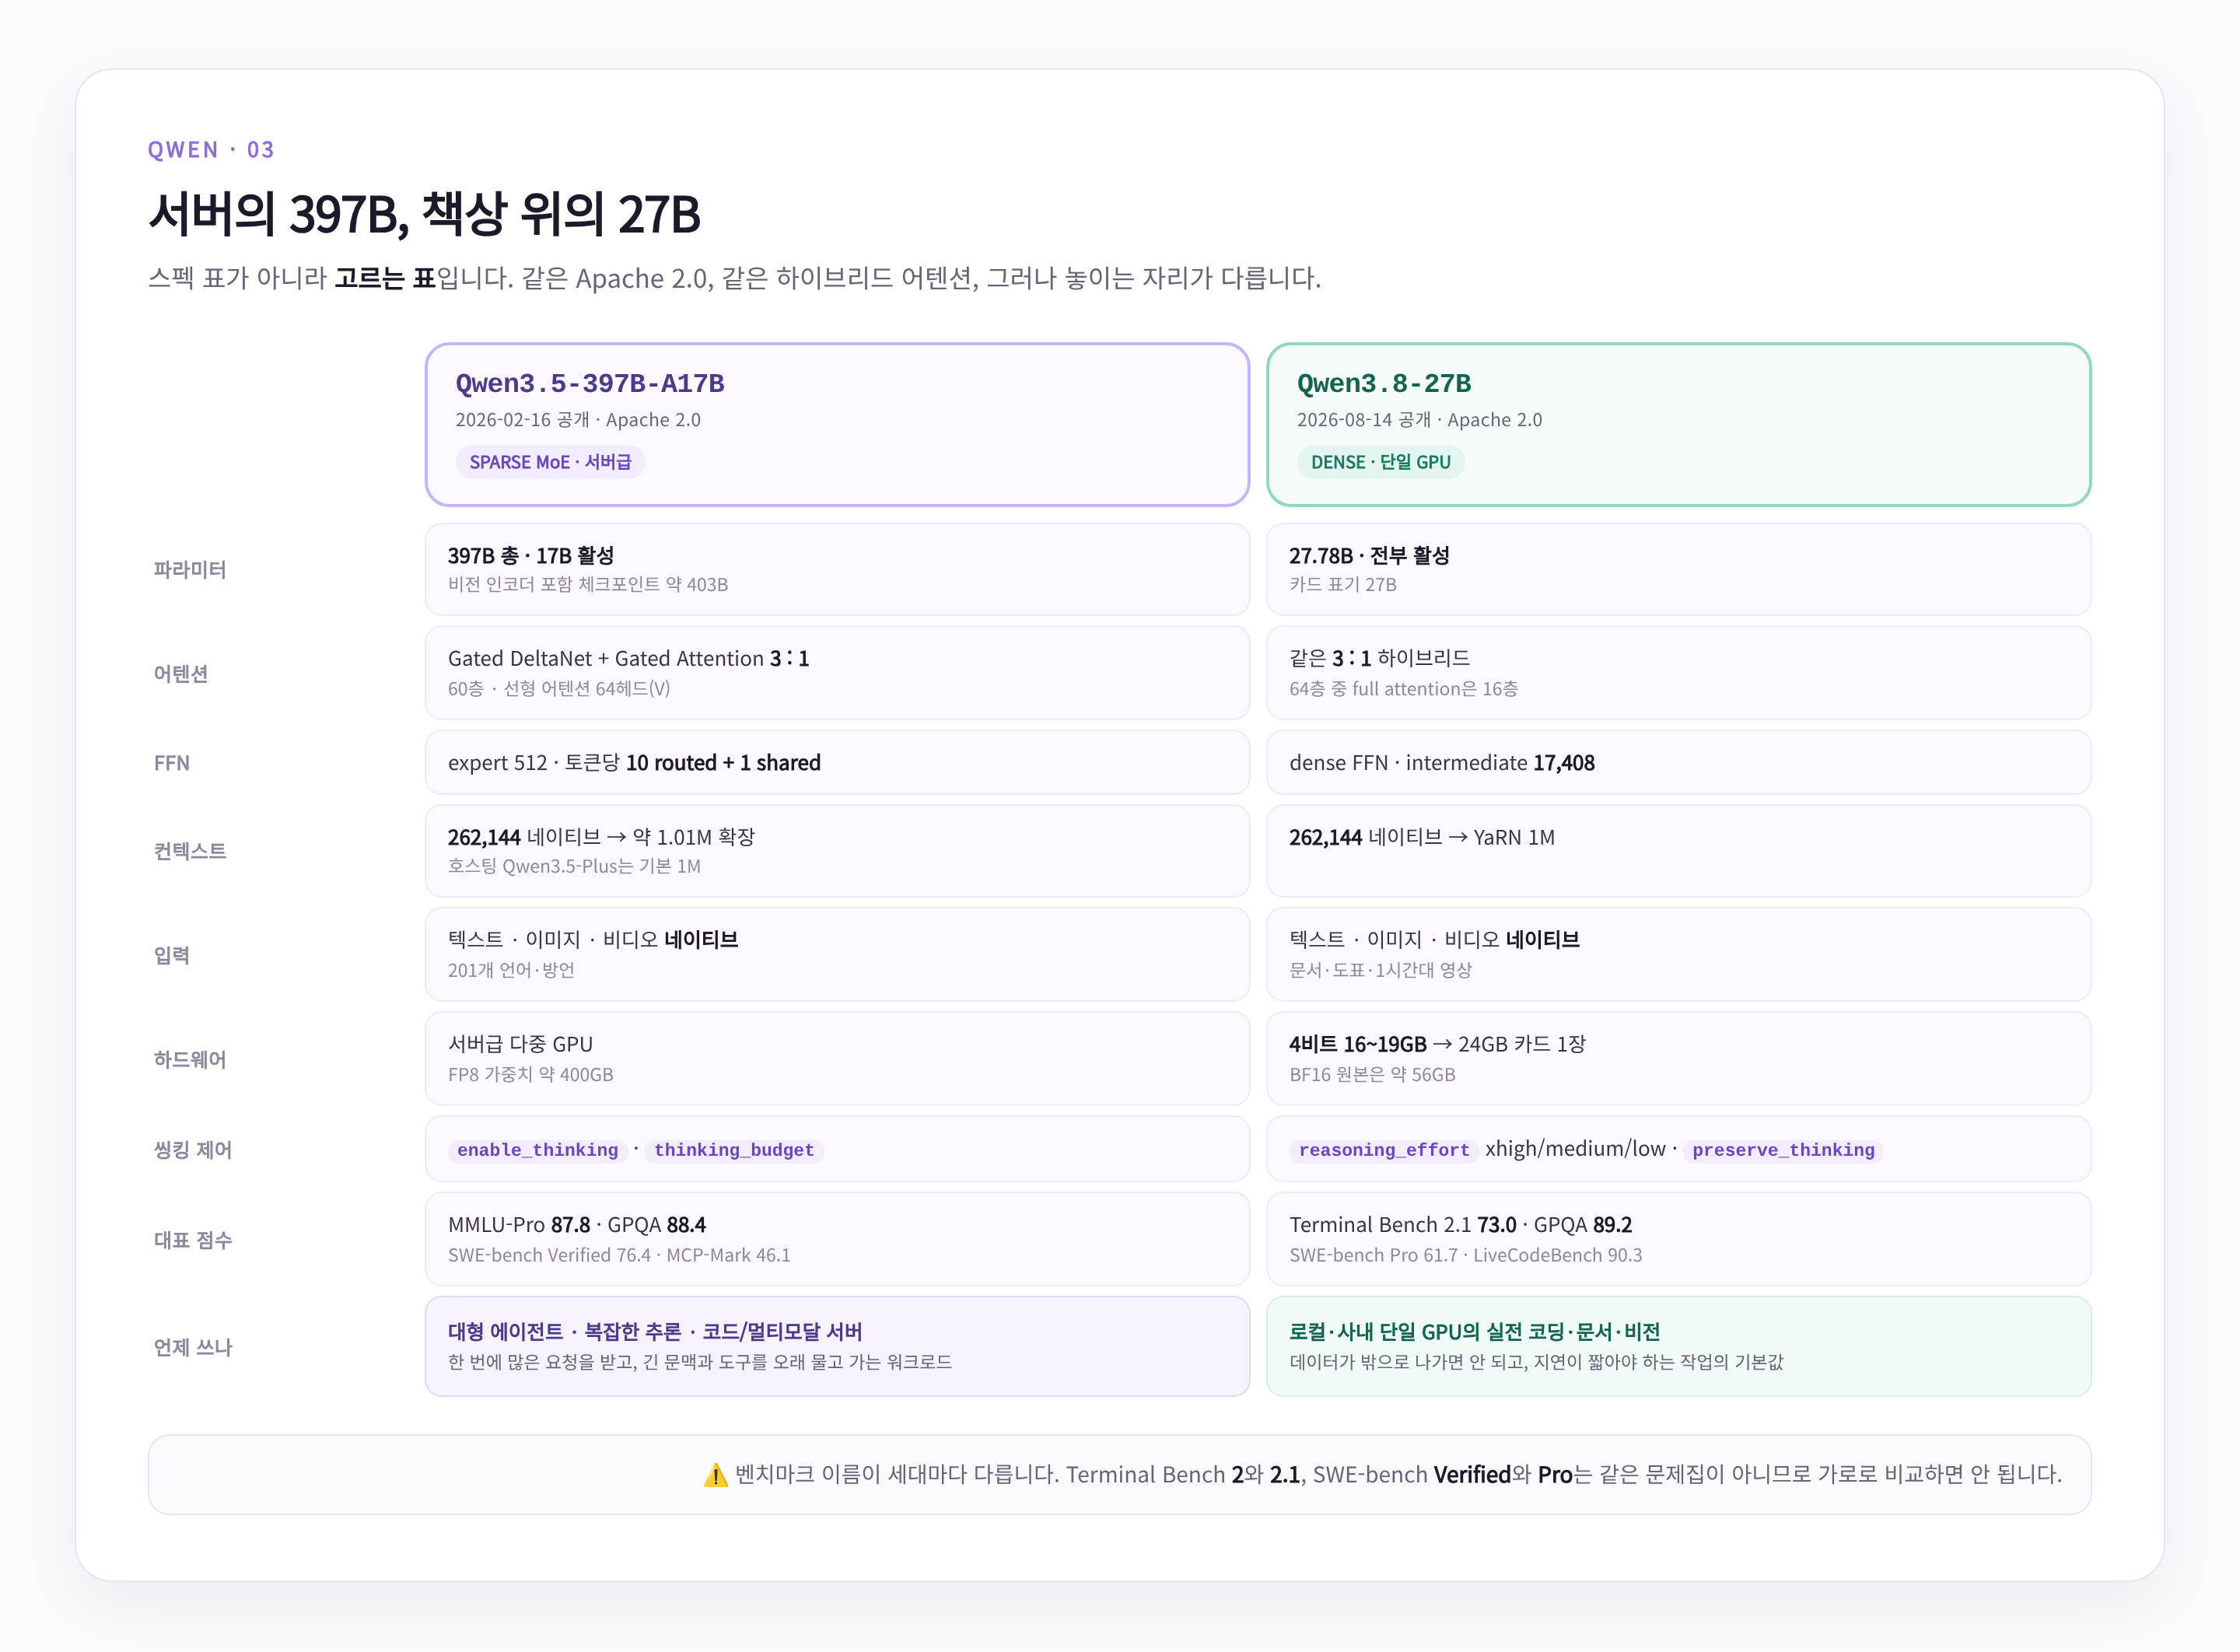 QWEN · 03
서버의 397B, 책상 위의 27B
스펙 표가 아니라 고르는 표입니다. 같은 Apache 2.0, 같은 하이브리드 어텐션, 그러나 놓이는 자리가 다릅니다.
Qwen3.5-397B-A17B
2026-02-16 공개 · Apache 2.0
SPARSE MoE · 서버급
Qwen3.8-27B
2026-08-14 공개 · Apache 2.0
DENSE · 단일 GPU
파라미터
397B 총 · 17B 활성
비전 인코더 포함 체크포인트 약 403B
27.78B · 전부 활성
카드 표기 27B
어텐션
Gated DeltaNet + Gated Attention 3 : 1
60층 · 선형 어텐션 64헤드(V)
같은 3 : 1 하이브리드
64층 중 full attention은 16층
FFN
expert 512 · 토큰당 10 routed + 1 shared
dense FFN · intermediate 17,408
컨텍스트
262,144 네이티브 → 약 1.01M 확장
호스팅 Qwen3.5-Plus는 기본 1M
262,144 네이티브 → YaRN 1M
입력
텍스트 · 이미지 · 비디오 네이티브
201개 언어·방언
텍스트 · 이미지 · 비디오 네이티브
문서·도표·1시간대 영상
하드웨어
서버급 다중 GPU
FP8 가중치 약 400GB
4비트 16~19GB → 24GB 카드 1장
BF16 원본은 약 56GB
씽킹 제어
enable_thinking · thinking_budget
reasoning_effort xhigh/medium/low · preserve_thinking
대표 점수
MMLU-Pro 87.8 · GPQA 88.4
SWE-bench Verified 76.4 · MCP-Mark 46.1
Terminal Bench 2.1 73.0 · GPQA 89.2
SWE-bench Pro 61.7 · LiveCodeBench 90.3
언제 쓰나
대형 에이전트 · 복잡한 추론 · 코드/멀티모달 서버
한 번에 많은 요청을 받고, 긴 문맥과 도구를 오래 물고 가는 워크로드
로컬·사내 단일 GPU의 실전 코딩·문서·비전
데이터가 밖으로 나가면 안 되고, 지연이 짧아야 하는 작업의 기본값
⚠️ 벤치마크 이름이 세대마다 다릅니다. Terminal Bench 2와 2.1, SWE-bench Verified와 Pro는 같은 문제집이 아니므로 가로로 비교하면 안 됩니다.